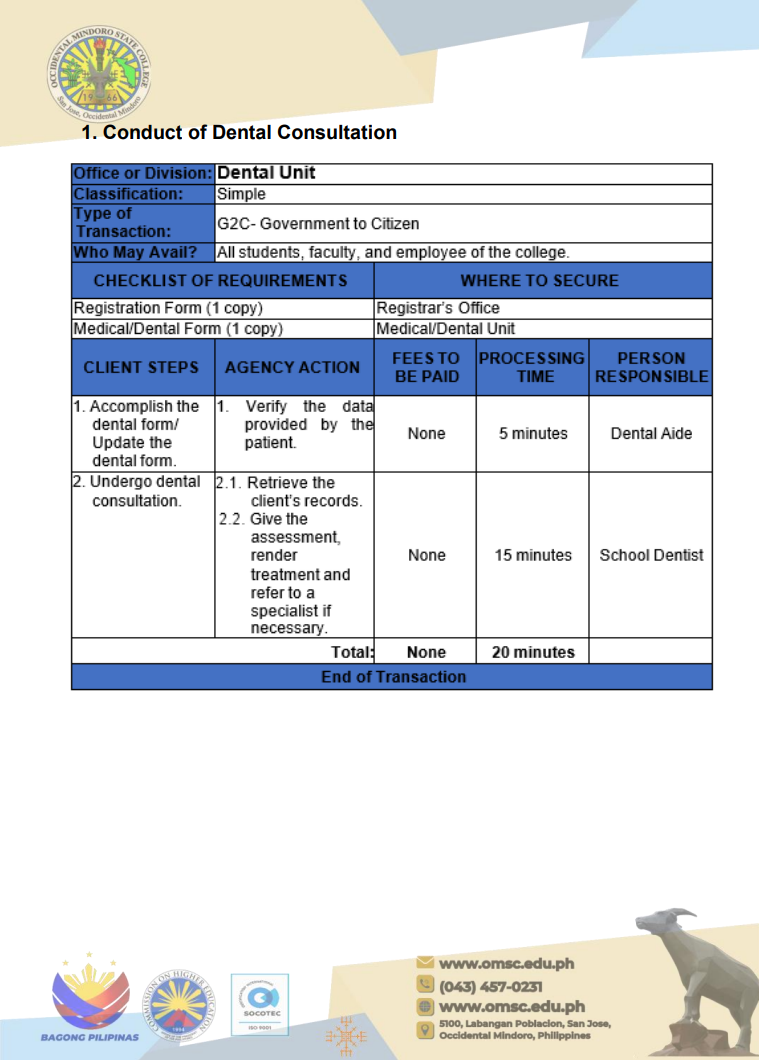 OCCIDENTAL MINDORO STATE COLLEGE
1966
San Jose, Occidental Mindoro
1. Conduct of Dental Consultation
Office or Division: Dental Unit
Classification: Simple
Type of
Transaction: G2C- Government to Citizen
Who May Avail? All students, faculty, and employee of the college.
CHECKLIST OF REQUIREMENTS WHERE TO SECURE
Registration Form (1 copy) Registrar's Office
Medical/Dental Form (1 copy) Medical/Dental Unit
CLIENT STEPS AGENCY ACTION FEES TO
BE PAID PROCESSING
TIME PERSON
RESPONSIBLE
1. Accomplish the
dental form/
Update the
dental form.
1. Verify the data
provided by the
patient.
None 5 minutes Dental Aide
2. Undergo dental
consultation.
2.1. Retrieve the
client's records.
2.2. Give the
assessment,
render
treatment and
refer to a
specialist if
necessary.
None 15 minutes School Dentist
Total: None 20 minutes
End of Transaction
BAGONG PILIPINAS
COMMISSION ON HIGHER EDUCATION
1994
SOCOTEC
ISO 9001
www.omsc.edu.ph
(043) 457-0231
www.omsc.edu.ph
5100, Labangan Poblacion, San Jose,
Occidental Mindoro, Philippines